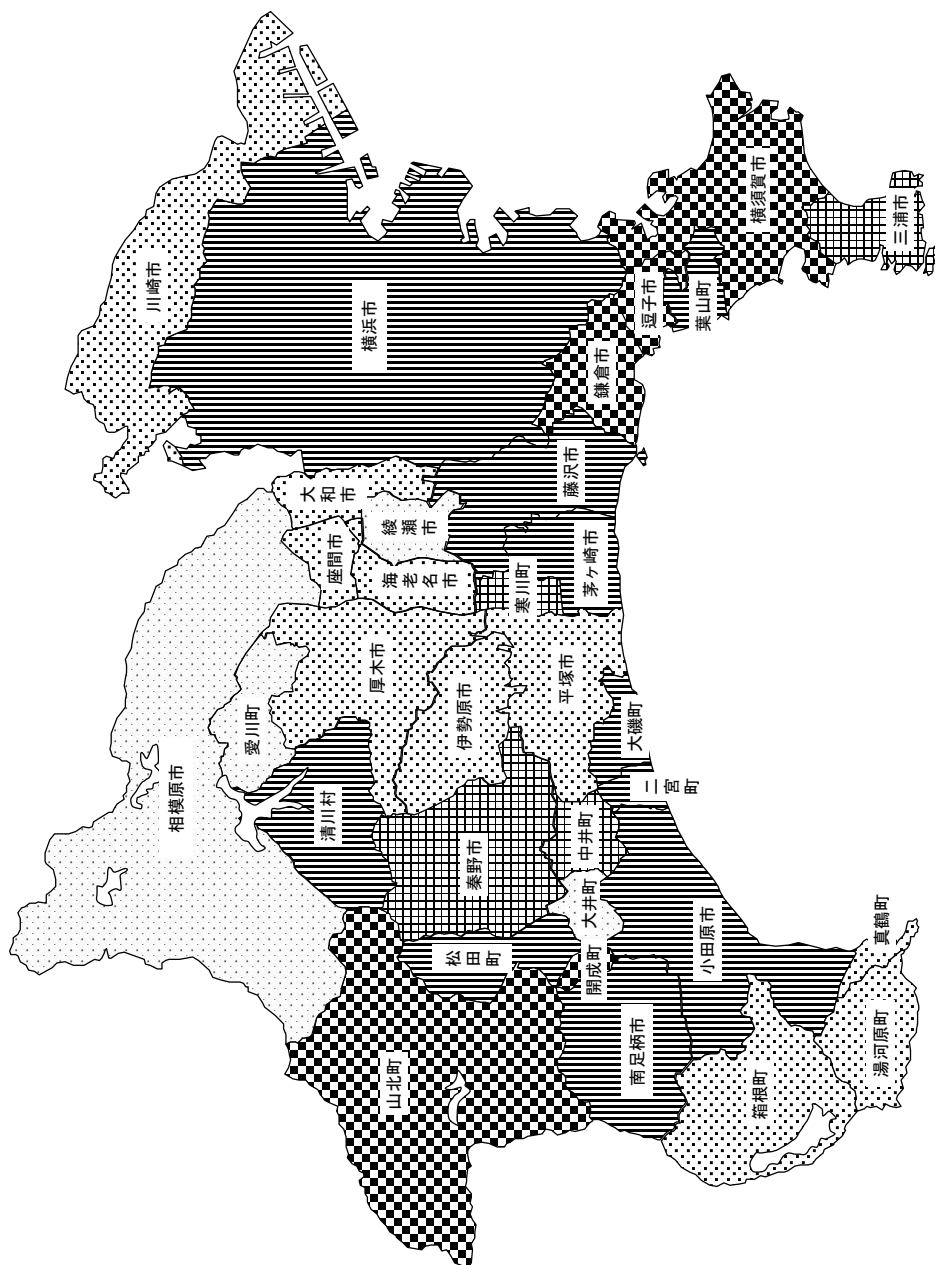 川崎市
相模原市
愛川町
清川村
座間市
大和市
横浜市
厚木市
山北町
綾瀬市
海老名市
伊勢原市
秦野市
松田町
寒川町
藤沢市
平塚市
茅ヶ崎市
中井町
大井町
開成町
鎌倉市
大磯町
南足柄市
逗子市
二宮町
葉山町
小田原市
横須賀市
箱根町
真鶴町
湯河原町
三浦市